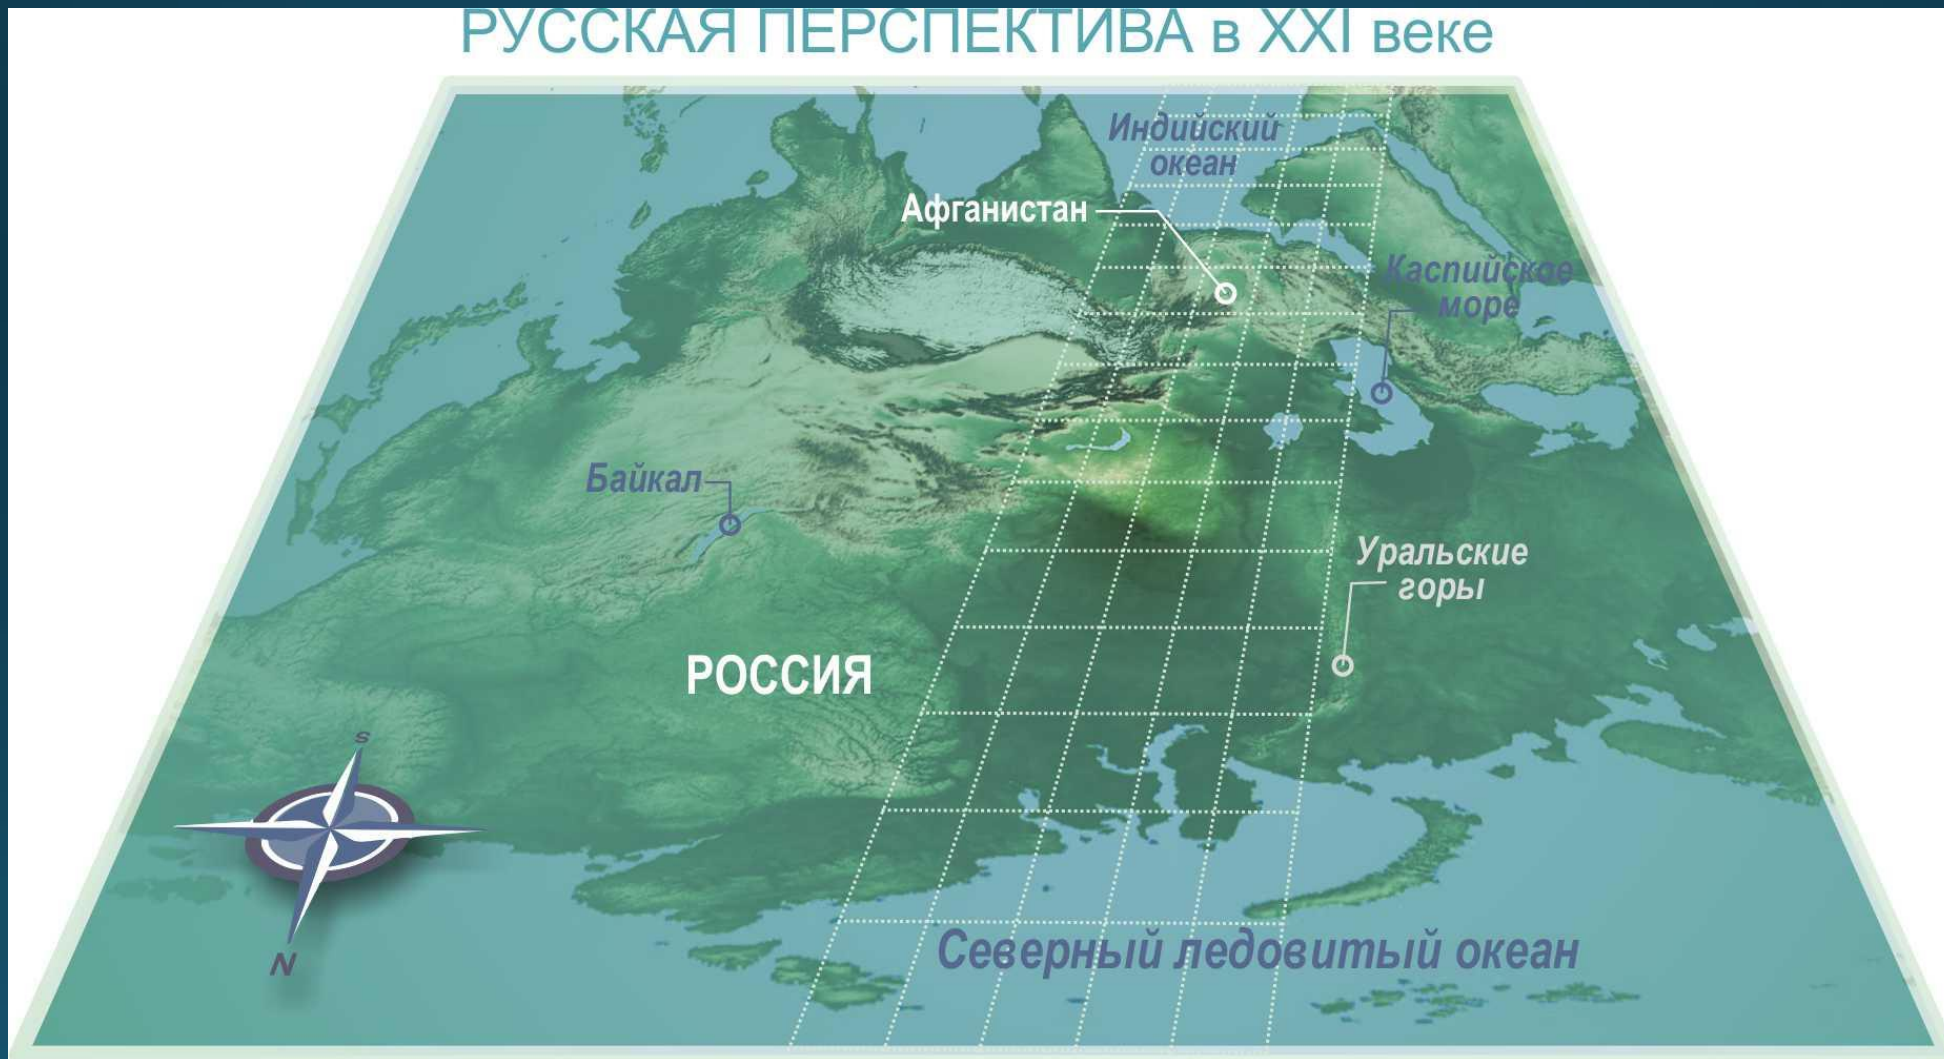 РУССКАЯ ПЕРСПЕКТИВА в XXI веке
Индийский
океан
Афганистан
Каспийское
море
Байкал
Уральские
горы
РОССИЯ
S
N
Северный ледовитый океан